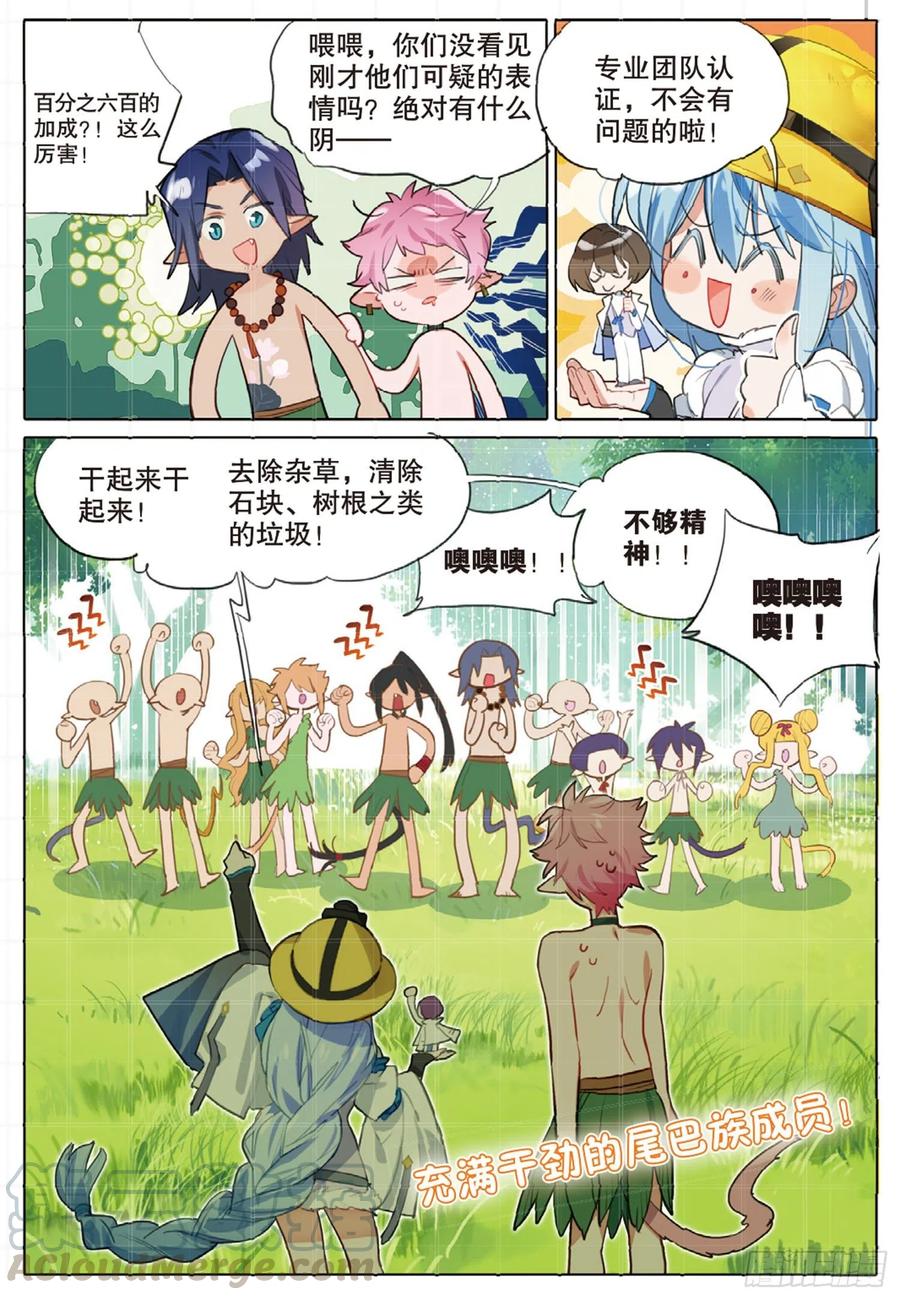 百分之六百的
加成?！这么
厉害！
喂喂，你们没看见
刚才他们可疑的表
情吗？绝对有什么
阴——
专业团队认
证，不会有
问题的啦！
干起来干
起来！
去除杂草，清除
石块、树根之类
的垃圾！
噢噢噢！！
不够精
神！！
噢噢噢
噢！！
充满干劲的尾巴族成员！
ACloudMerge.com